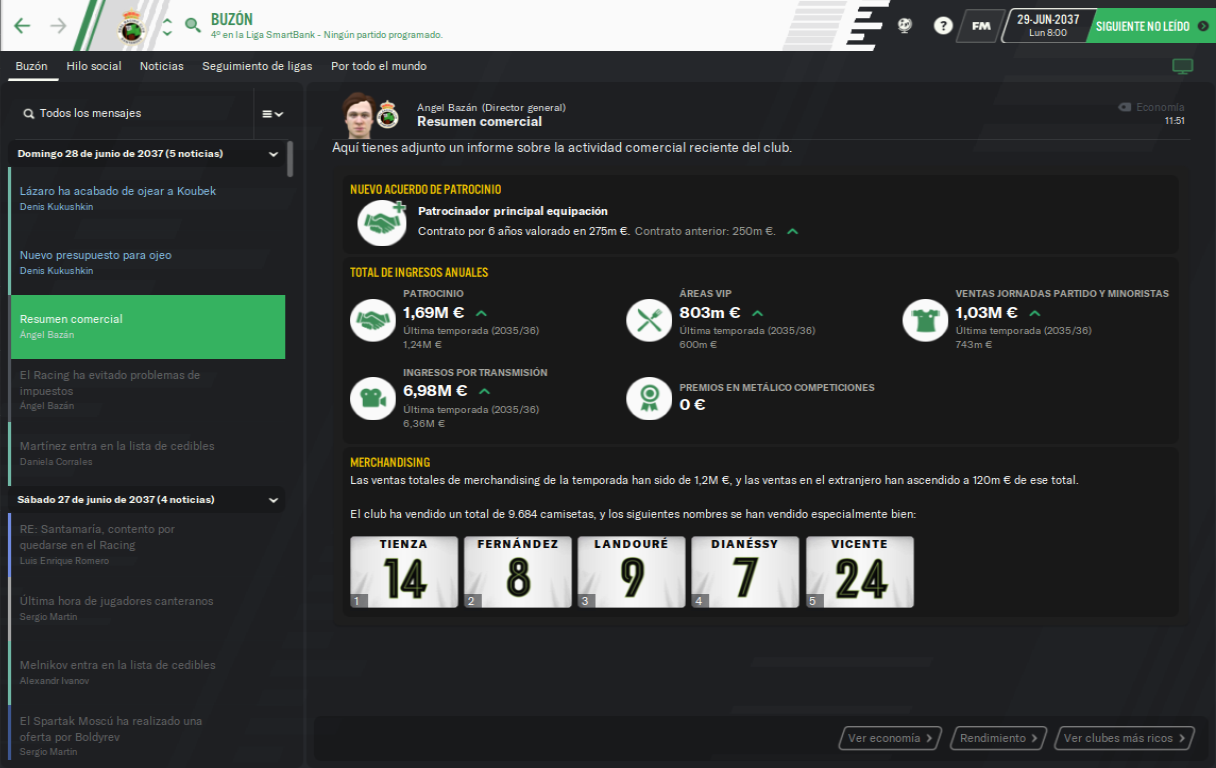 BUZÓN
4º en la Liga SmartBank - Ningún partido programado.
?
FM
29-JUN-2037
Lun 8:00
SIGUIENTE NO LEÍDO
Buzón Hilo social Noticias Seguimiento de ligas Por todo el mundo
Todos los mensajes
Domingo 28 de junio de 2037 (5 noticias)
Lázaro ha acabado de ojear a Koubek
Denis Kukushkin
Nuevo presupuesto para ojeo
Denis Kukushkin
Resumen comercial
Ángel Bazán
El Racing ha evitado problemas de
impuestos
Ángel Bazán
Martínez entra en la lista de cedibles
Daniela Corrales
Sábado 27 de junio de 2037 (4 noticias)
RE: Santamaría, contento por
quedarse en el Racing
Luis Enrique Romero
Última hora de jugadores canteranos
Sergio Martín
Melnikov entra en la lista de cedibles
Alexandr Ivanov
El Spartak Moscú ha realizado una
oferta por Boldyrev
Sergio Martín
Ángel Bazán (Director general)
Resumen comercial
Economía
11:51
Aquí tienes adjunto un informe sobre la actividad comercial reciente del club.
NUEVO ACUERDO DE PATROCINIO
Patrocinador principal equipación
Contrato por 6 años valorado en 275m €. Contrato anterior: 250m €.
TOTAL DE INGRESOS ANUALES
PATROCINIO
1,69M €
Última temporada (2035/36)
1,24M €
ÁREAS VIP
803m €
Última temporada (2035/36)
600m €
VENTAS JORNADAS PARTIDO Y MINORISTAS
1,03M €
Última temporada (2035/36)
743m €
INGRESOS POR TRANSMISIÓN
6,98M €
Última temporada (2035/36)
6,36M €
PREMIOS EN METÁLICO COMPETICIONES
0 €
MERCHANDISING
Las ventas totales de merchandising de la temporada han sido de 1,2M €, y las ventas en el extranjero han ascendido a 120m € de ese total.
El club ha vendido un total de 9.684 camisetas, y los siguientes nombres se han vendido especialmente bien:
TIENZA
14
1
FERNÁNDEZ
8
2
LANDOURÉ
9
3
DIANÉSSY
7
4
VICENTE
24
5
Ver economía
Rendimiento
Ver clubes más ricos